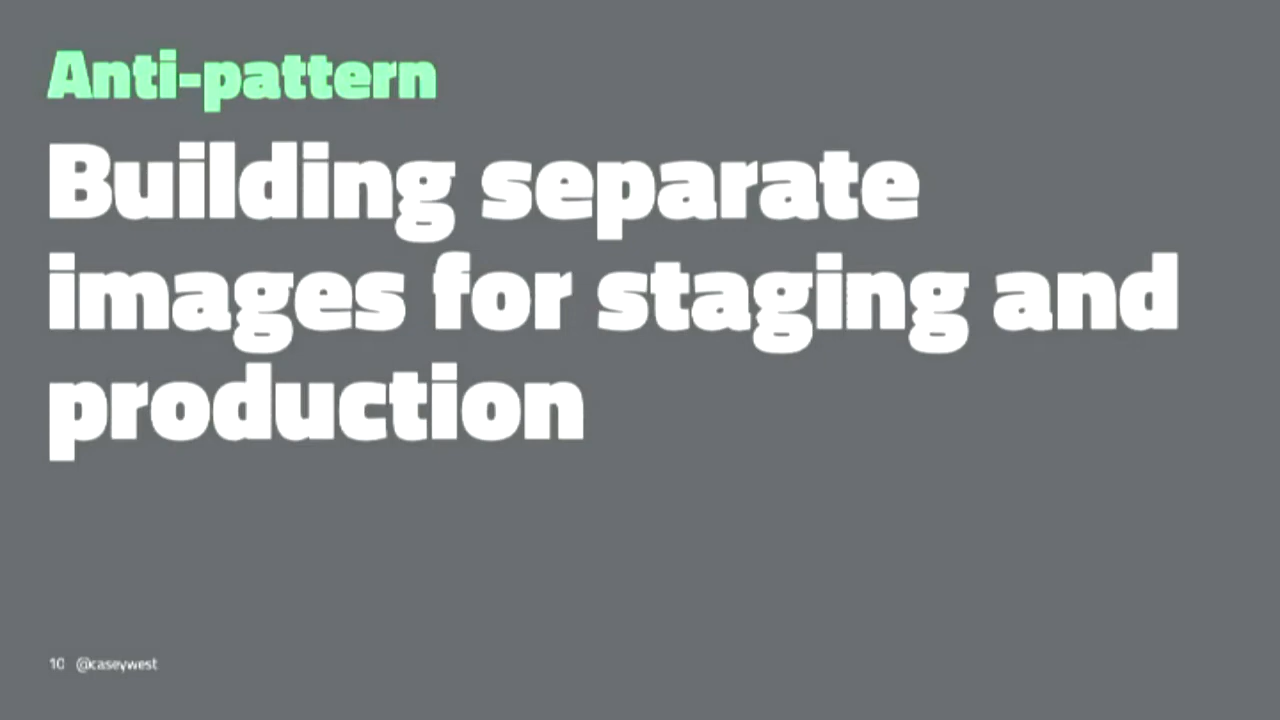 Anti-pattern
Building separate
images for staging and
production
10 @caseywest